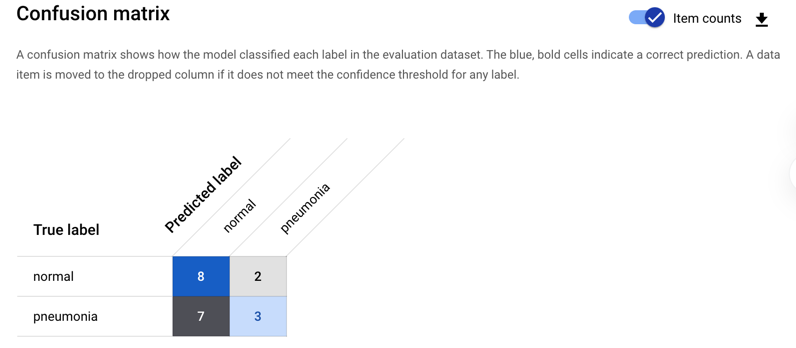 Confusion matrix
Item counts
A confusion matrix shows how the model classified each label in the evaluation dataset. The blue, bold cells indicate a correct prediction. A data
item is moved to the dropped column if it does not meet the confidence threshold for any label.
Predicted label
normal
pneumonia
True label
normal 8 2
pneumonia 7 3